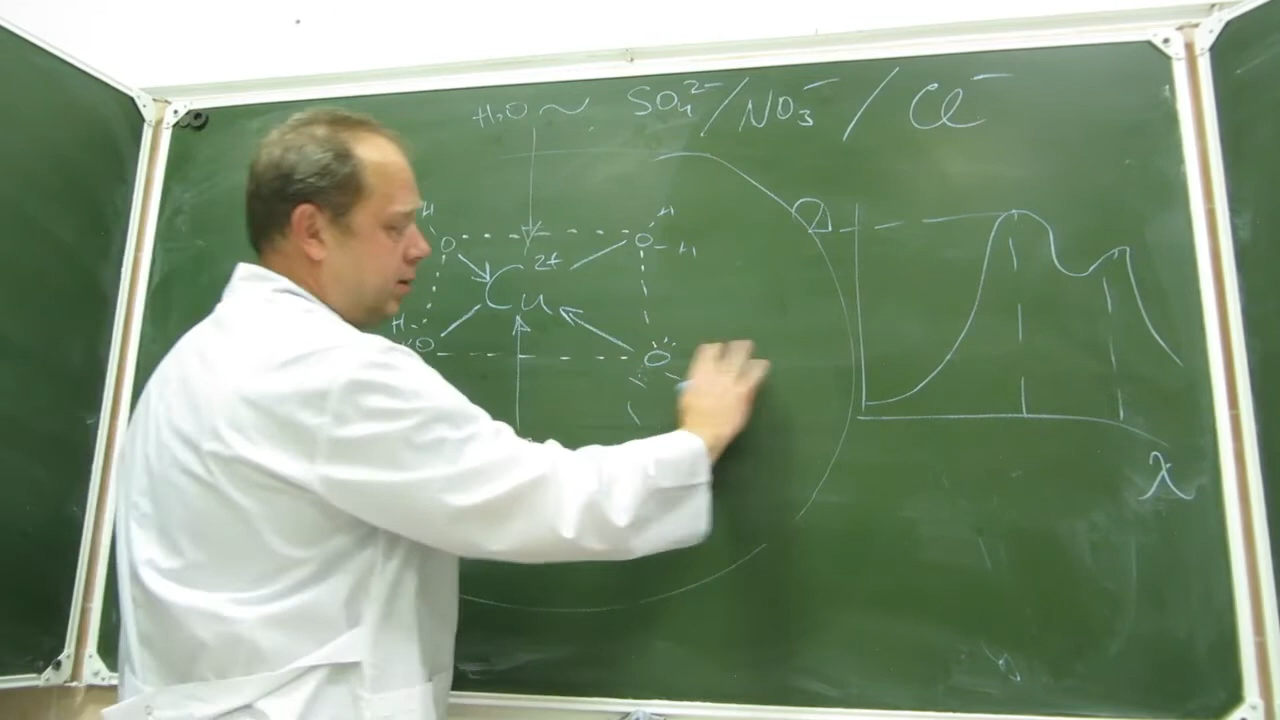 H₂O ~ SO₄²⁻ / NO₃⁻ / Cl⁻
H H
O O – H
Cu²⁺
H
O O
D
λ